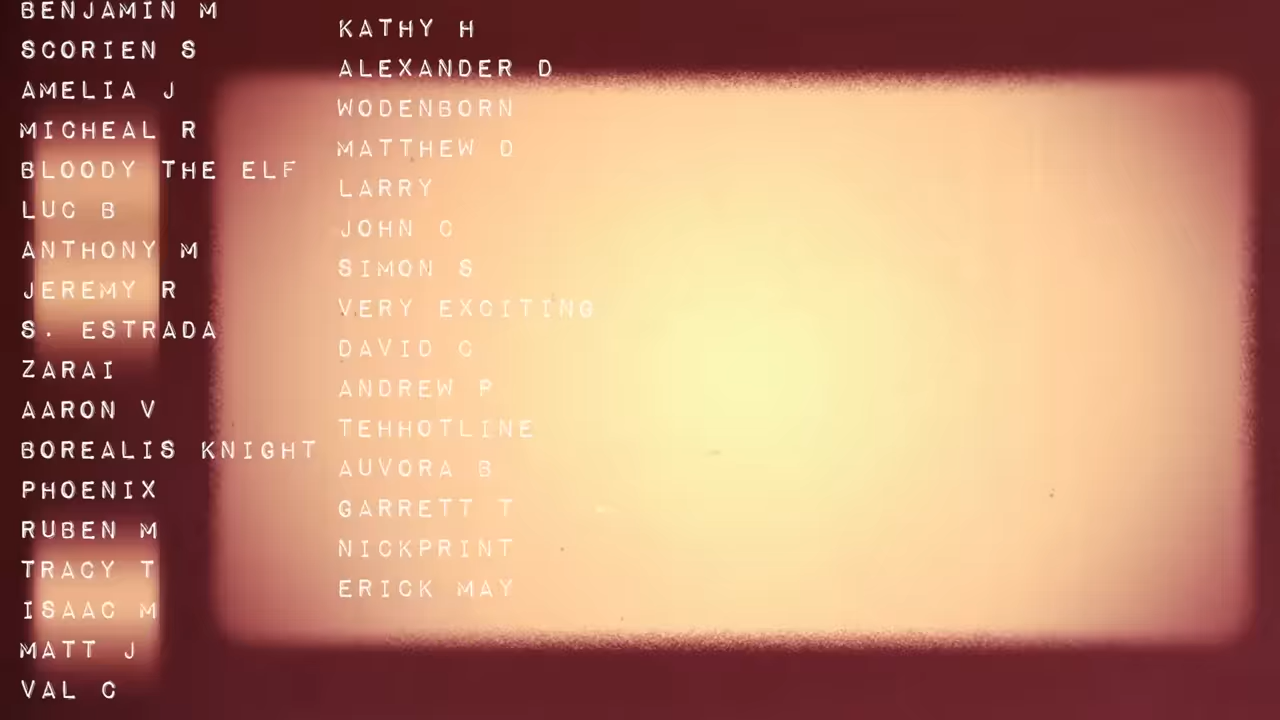 BENJAMIN M
SCORIEN S
AMELIA J
MICHEAL R
BLOODY THE ELF
LUC B
ANTHONY M
JEREMY R
S. ESTRADA
ZARAI
AARON V
BOREALIS KNIGHT
PHOENIX
RUBEN M
TRACY T
ISAAC M
MATT J
VAL C
KATHY H
ALEXANDER D
WODENBORN
MATTHEW D
LARRY
JOHN C
SIMON S
VERY EXCITING
DAVID C
ANDREW P
TEHHOTLINE
AUVORA B
GARRETT T
NICKPRINT
ERICK MAY